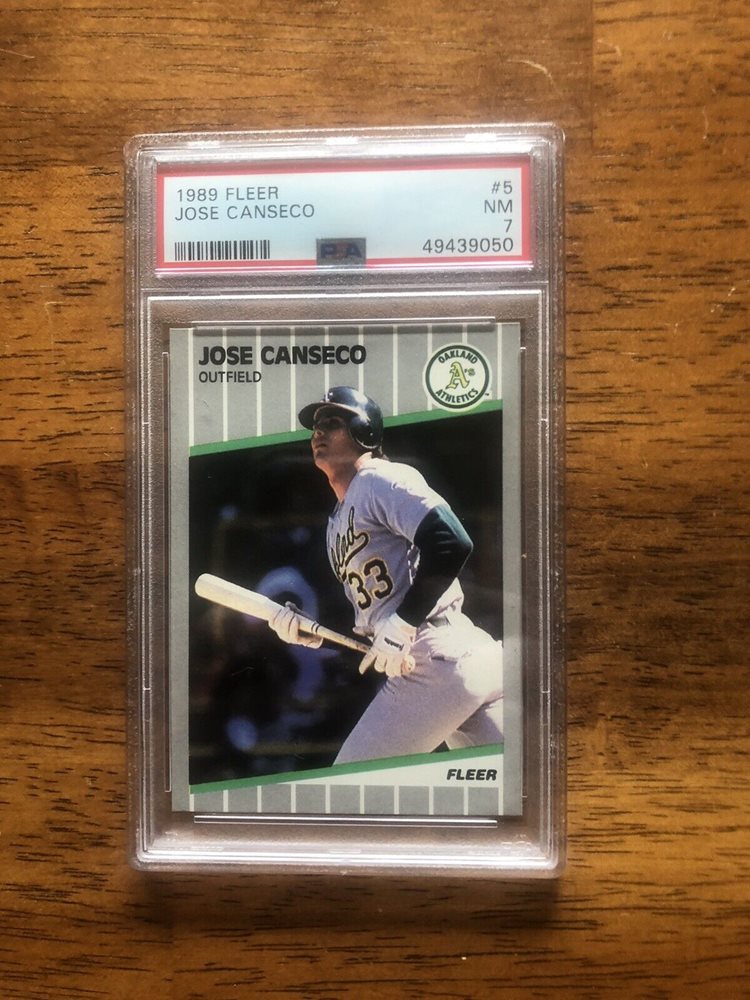 1989 FLEER #5
JOSE CANSECO NM
7
49439050
PSA
JOSE CANSECO
OUTFIELD
OAKLAND
A's
ATHLETICS
33
FLEER